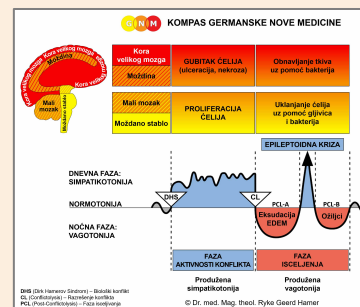 GNM KOMPAS GERMANSKE NOVE MEDICINE
Kora velikog mozga
Kora velikog mozga
Moždina
Mali
mozak
Moždano stablo
Kora
velikog mozga
Moždina
GUBITAK ĆELIJA
(ulceracija, nekroza)
Obnavljanje tkiva
uz pomoć bakterija
Mali mozak
Moždano stablo
PROLIFERACIJA
ĆELIJA
Uklanjanje ćelija
uz pomoć gljivica
i bakterija
EPILEPTOIDNA KRIZA
DNEVNA FAZA:
SIMPATIKOTONIJA
NORMOTONIJA
NOĆNA FAZA:
VAGOTONIJA
DHS
CL
PCL-A
PCL-B
Eksudacija
EDEM
Ožiljci
FAZA
AKTIVNOSTI KONFLIKTA
FAZA
ISCELJENJA
Produžena
simpatikotonija
Produžena
vagotonija
DHS (Dirk Hamerov Sindrom) – Biološki konflikt
CL (Conflictolysis) – Razrešenje konflikta
PCL (Post-Conflictolysis) – Faza isceljivanja
© Dr. med. Mag. theol. Ryke Geerd Hamer